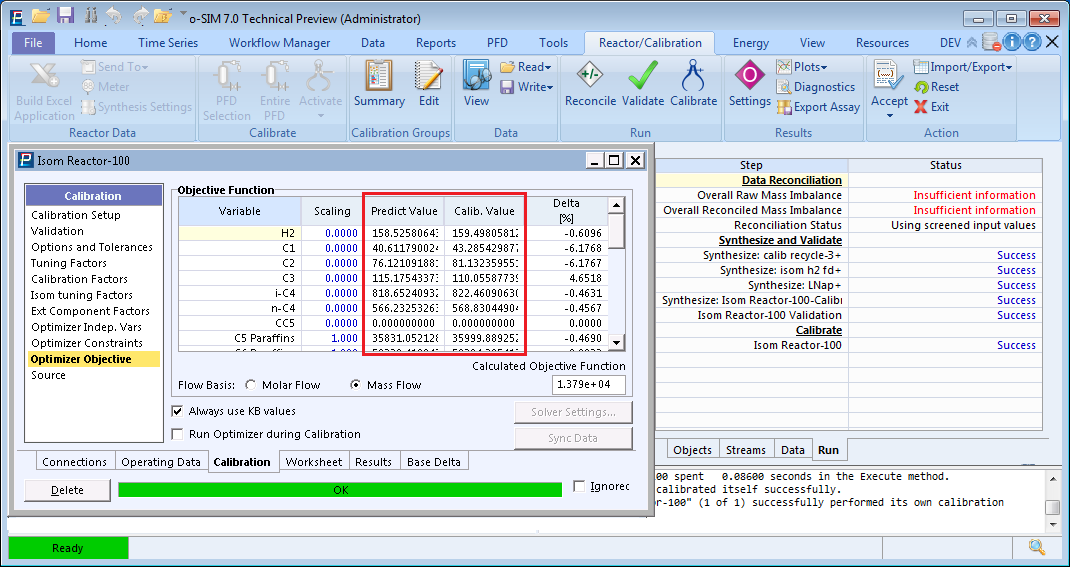 o-SIM 7.0 Technical Preview (Administrator)
File Home Time Series Workflow Manager Data Reports PFD Tools Reactor/Calibration Energy View Resources DEV
Build Excel Application
Send To
Meter
Synthesis Settings
Reactor Data
PFD Selection
Entire PFD
Activate
Calibrate
Summary
Edit
Calibration Groups
View
Read
Write
Data
Reconcile
Validate
Calibrate
Run
Settings
Plots
Diagnostics
Export Assay
Results
Accept
Import/Export
Reset
Exit
Action
Isom Reactor-100
Calibration
Calibration Setup
Validation
Options and Tolerances
Tuning Factors
Calibration Factors
Isom tuning Factors
Ext Component Factors
Optimizer Indep. Vars
Optimizer Constraints
Optimizer Objective
Source
Objective Function
Variable Scaling Predict Value Calib. Value Delta [%]
H2 0.0000 158.52580643 159.49805812 -0.6096
C1 0.0000 40.611790024 43.285429877 -6.1768
C2 0.0000 76.121091881 81.132359551 -6.1767
C3 0.0000 115.17543373 110.05587739 4.6518
i-C4 0.0000 818.65240932 822.46090630 -0.4631
n-C4 0.0000 566.23253263 568.83044904 -0.4567
CC5 0.0000 0.000000000 0.000000000 0.0000
C5 Paraffins 1.000 35831.052128 35999.889252 -0.4690
Calculated Objective Function
Flow Basis: Molar Flow Mass Flow 1.379e+04
Always use KB values
Solver Settings...
Run Optimizer during Calibration
Sync Data
Connections Operating Data Calibration Worksheet Results Base Delta
Delete OK Ignored
Step Status
Data Reconciliation
Overall Raw Mass Imbalance Insufficient information
Overall Reconciled Mass Imbalance Insufficient information
Reconciliation Status Using screened input values
Synthesize and Validate
Synthesize: calib recycle-3+ Success
Synthesize: isom h2 fd+ Success
Synthesize: LNap+ Success
Synthesize: Isom Reactor-100-Calibr Success
Isom Reactor-100 Validation Success
Calibrate
Isom Reactor-100 Success
Objects Streams Data Run
00 spent 0.08600 seconds in the Execute method.
calibrated itself successfully.
or-100" (1 of 1) successfully performed its own calibration
Ready